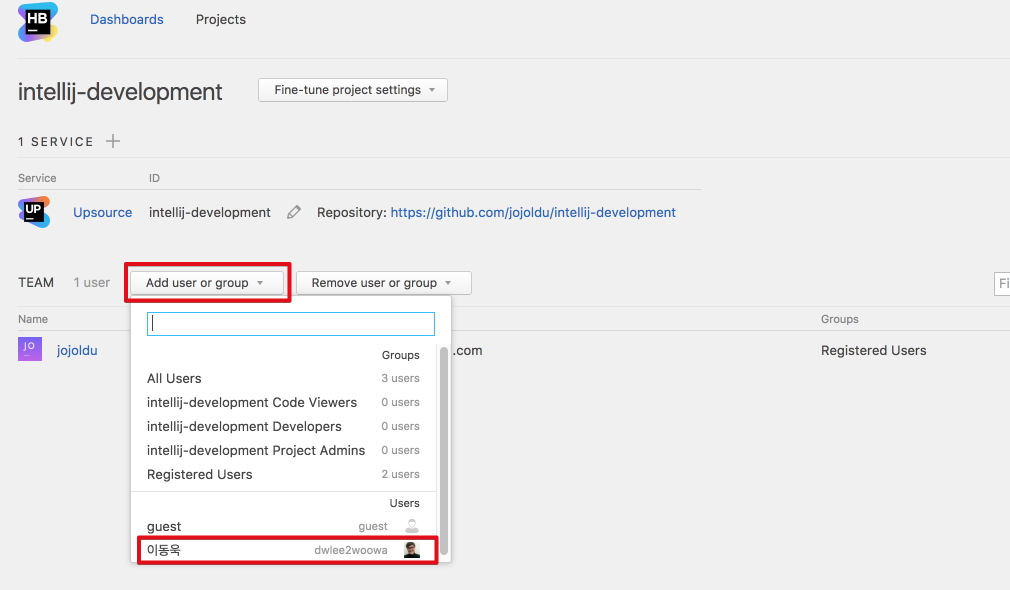 HB Dashboards Projects
intellij-development Fine-tune project settings
1 SERVICE
Service ID
UP Upsource intellij-development Repository: https://github.com/jojoldu/intellij-development
TEAM 1 user Add user or group Remove user or group Fi
Name Groups
JO jojoldu .com Registered Users
Groups
All Users 3 users
intellij-development Code Viewers 0 users
intellij-development Developers 0 users
intellij-development Project Admins 0 users
Registered Users 2 users
Users
guest guest
이동욱 dwlee2woowa